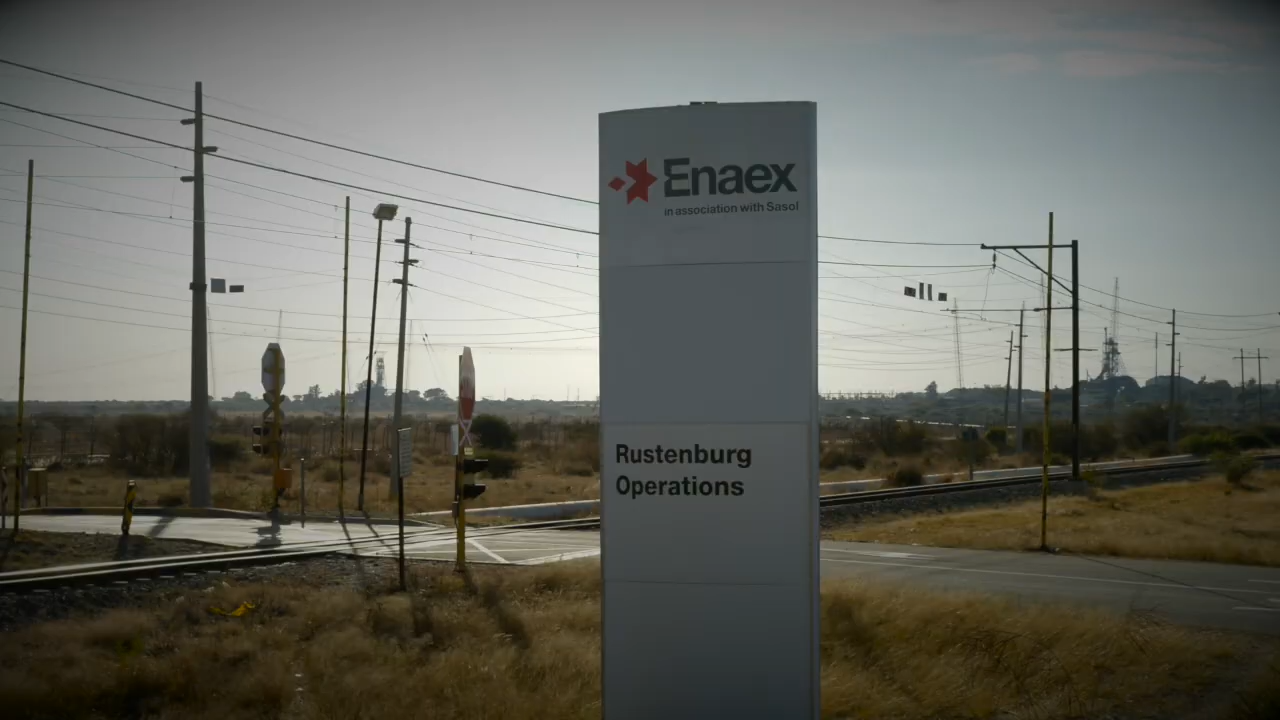 Enaex
in association with Sasol
Rustenburg
Operations